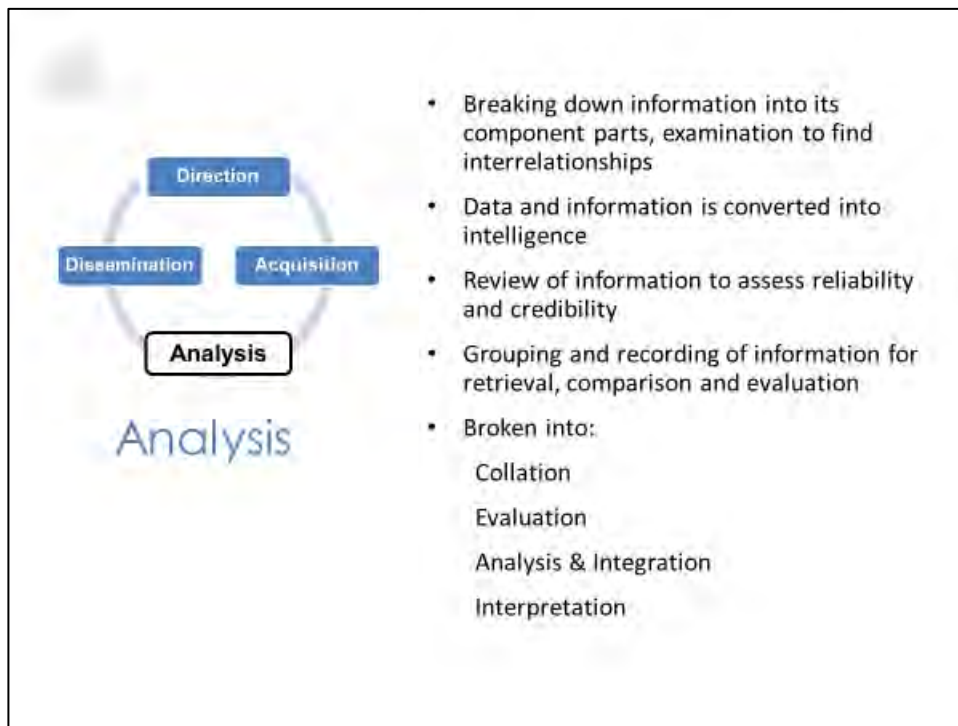 Direction
Dissemination
Acquisition
Analysis
Analysis
• Breaking down information into its
component parts, examination to find
interrelationships
• Data and information is converted into
intelligence
• Review of information to assess reliability
and credibility
• Grouping and recording of information for
retrieval, comparison and evaluation
• Broken into:
Collation
Evaluation
Analysis & Integration
Interpretation